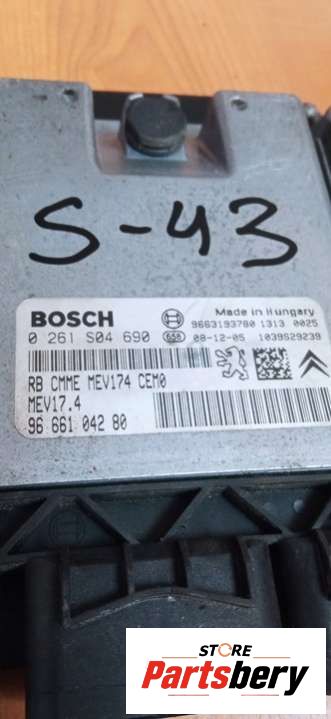 S-43
BOSCH
Made in Hungary
9663193780 1313 0025
0 261 S04 690
658 08-12-05 1039S29239
RB CMME MEV174 CEM0
MEV17.4
96 661 042 80
STORE
Partsbery